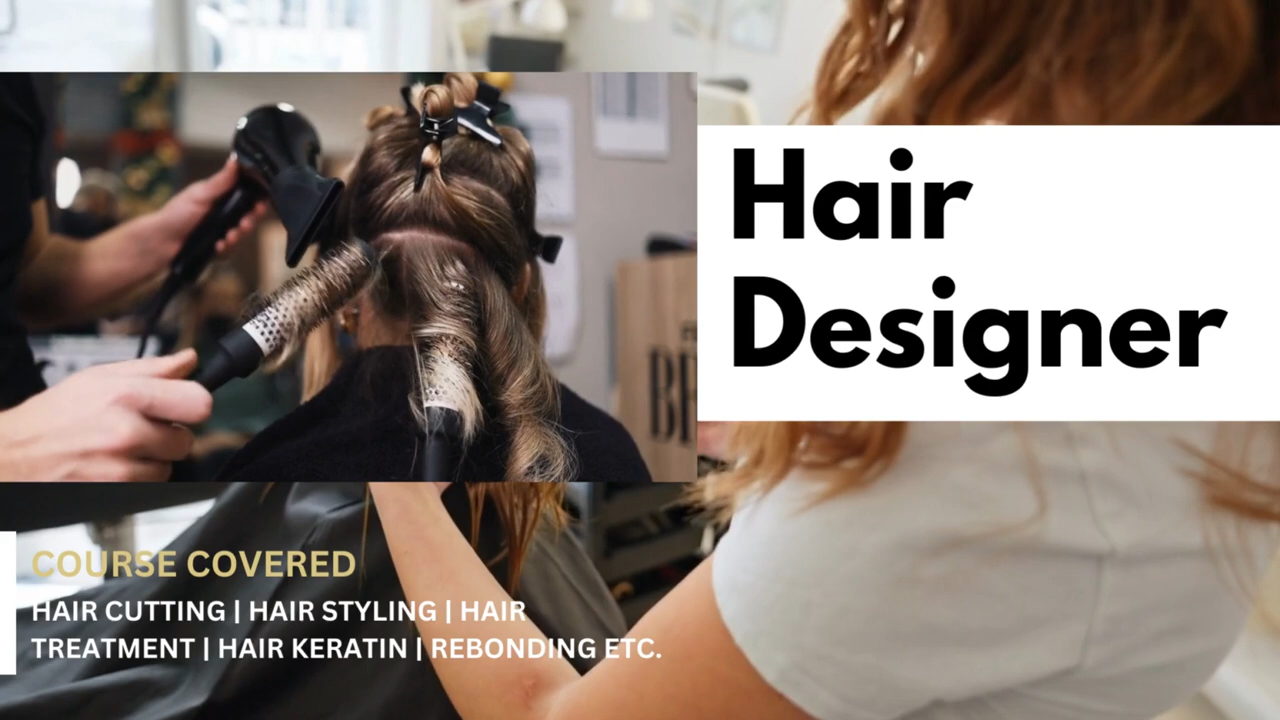 Hair
Designer
COURSE COVERED
HAIR CUTTING | HAIR STYLING | HAIR
TREATMENT | HAIR KERATIN | REBONDING ETC.